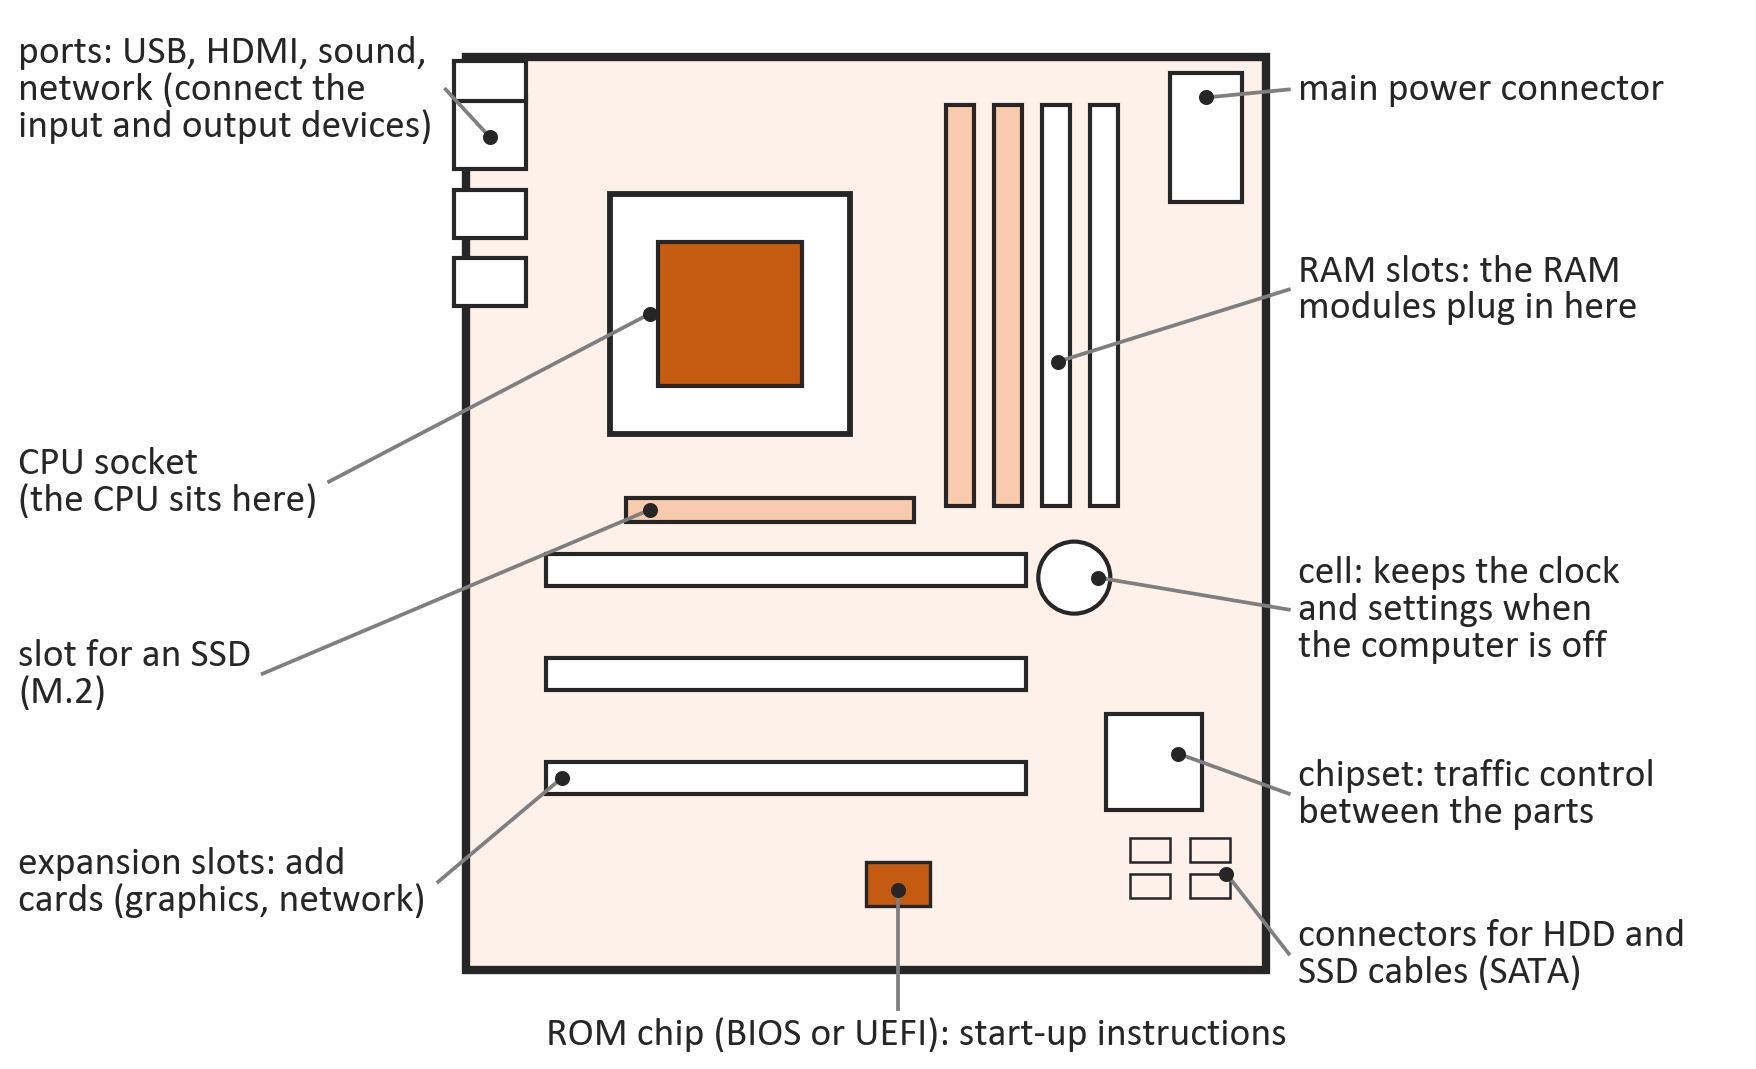 ports: USB, HDMI, sound,
network (connect the
input and output devices)
main power connector
RAM slots: the RAM
modules plug in here
CPU socket
(the CPU sits here)
cell: keeps the clock
and settings when
the computer is off
slot for an SSD
(M.2)
chipset: traffic control
between the parts
expansion slots: add
cards (graphics, network)
connectors for HDD and
SSD cables (SATA)
ROM chip (BIOS or UEFI): start-up instructions